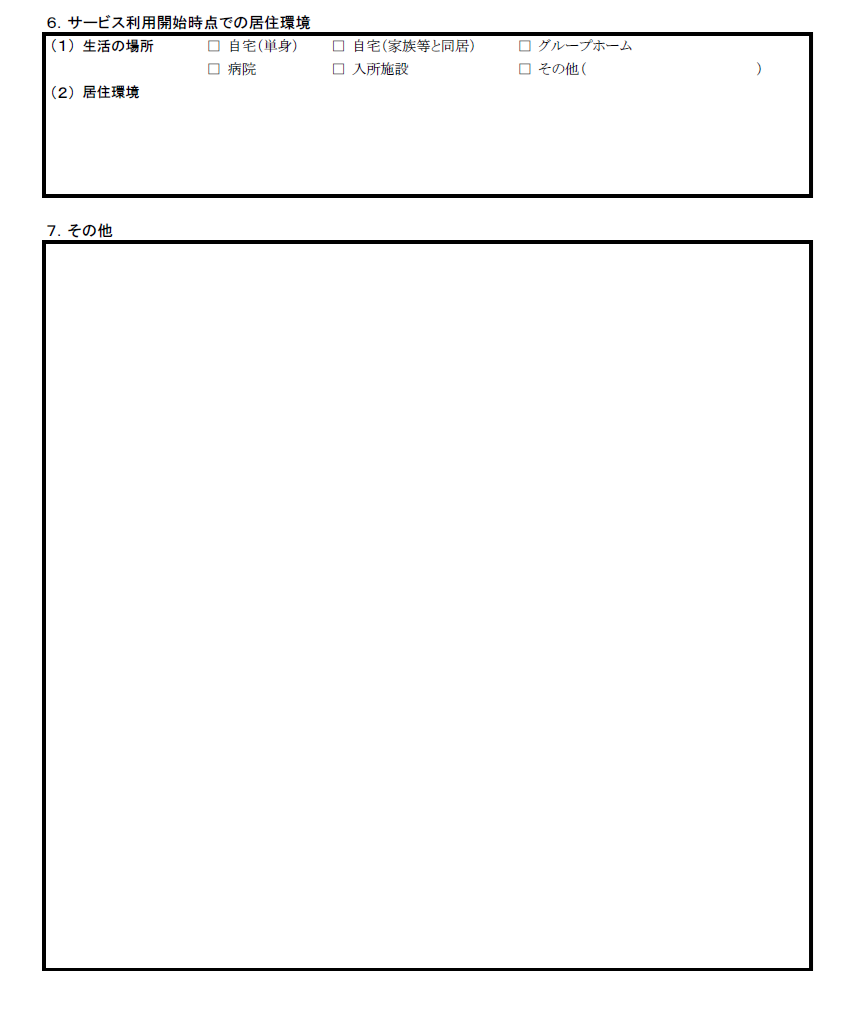 ６．サービス利用開始時点での居住環境
（１）生活の場所 □ 自宅（単身） □ 自宅（家族等と同居） □ グループホーム
□ 病院 □ 入所施設 □ その他（ ）
（２）居住環境
７．その他